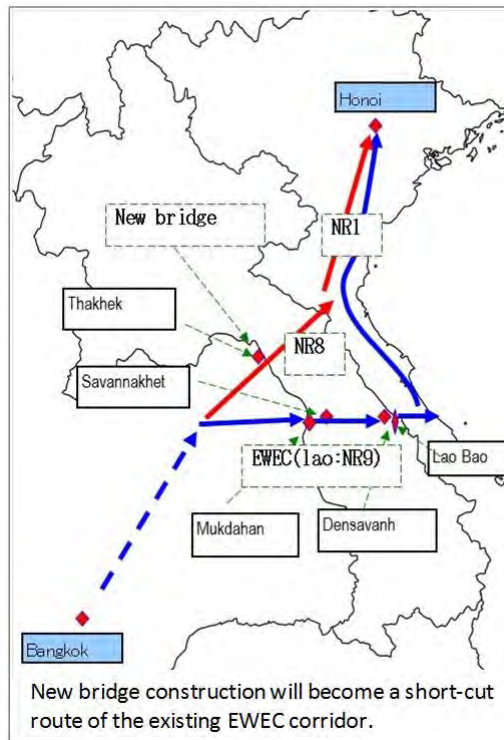 Honoi
New bridge
NR1
Thakhek
NR8
Savannakhet
EWEC(lao:NR9)
Lao Bao
Mukdahan
Densavanh
Bangkok
New bridge construction will become a short-cut
route of the existing EWEC corridor.